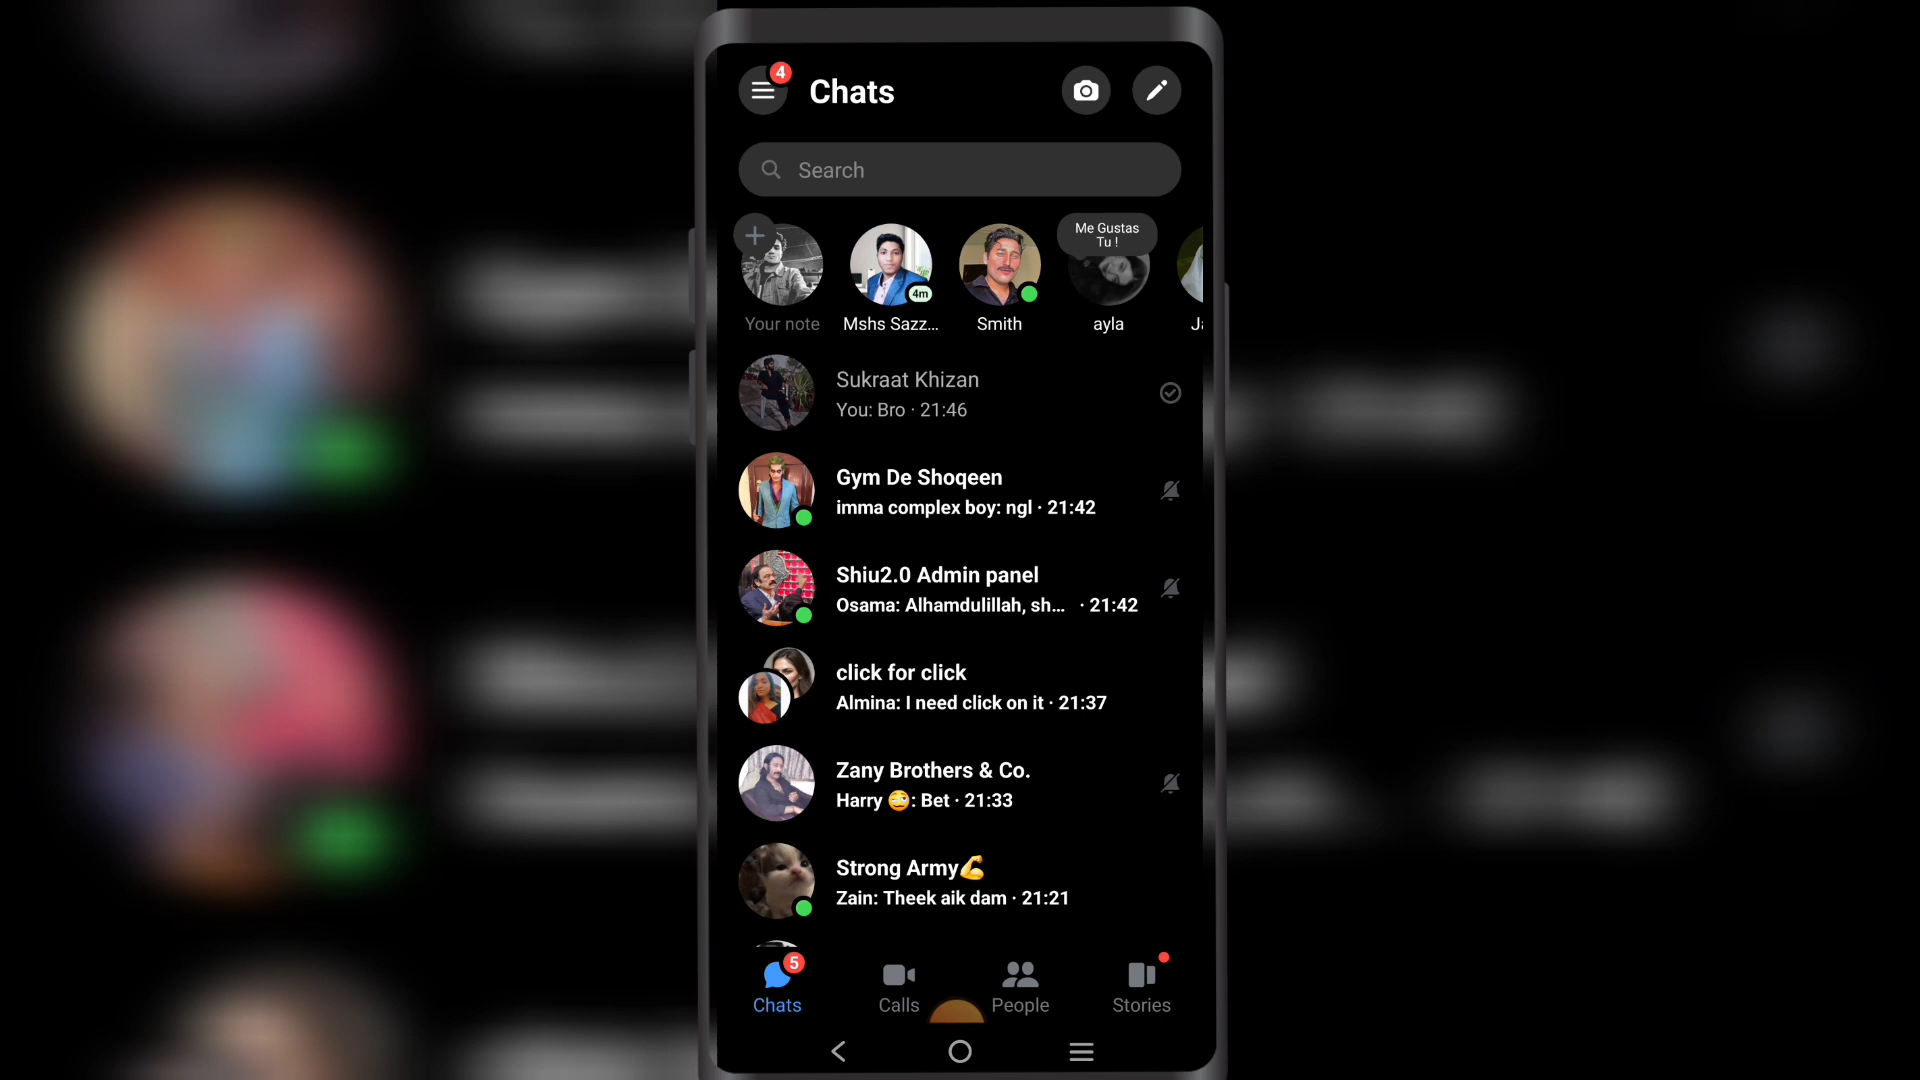 4
Chats
Search
Me Gustas
Tu !
4m
Your note
Mshs Sazz...
Smith
ayla
Sukraat Khizan
You: Bro · 21:46
Gym De Shoqeen
imma complex boy: ngl · 21:42
Shiu2.0 Admin panel
Osama: Alhamdulillah, sh... · 21:42
click for click
Almina: I need click on it · 21:37
Zany Brothers & Co.
Harry 🙄: Bet · 21:33
Strong Army💪
Zain: Theek aik dam · 21:21
5
Chats
Calls
People
Stories